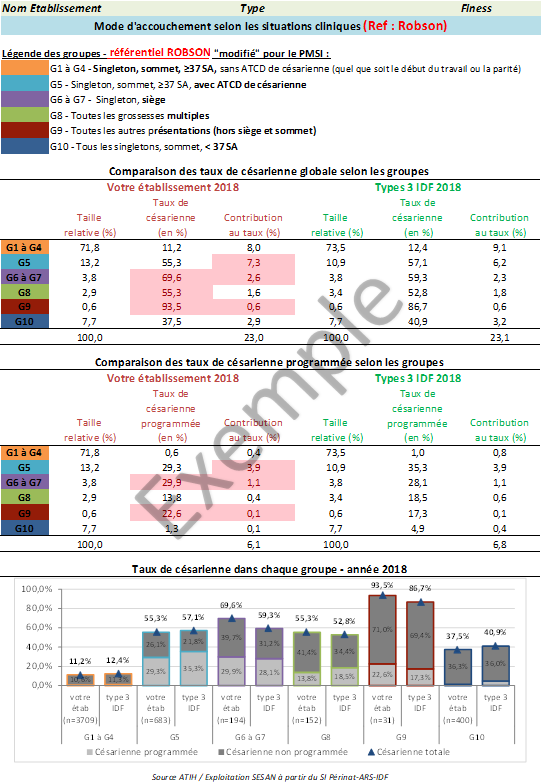 Nom Etablissement Type Finess
Mode d'accouchement selon les situations cliniques (Ref : Robson)
Légende des groupes - référentiel ROBSON "modifié" pour le PMSI :
G1 à G4 - Singleton, sommet, ≥37 SA, sans ATCD de césarienne (quel que soit le début du travail ou la parité)
G5 - Singleton, sommet, ≥37 SA, avec ATCD de césarienne
G6 à G7 - Singleton, siège
G8 - Toutes les grossesses multiples
G9 - Toutes les autres présentations (hors siège et sommet)
G10 - Tous les singletons, sommet, < 37 SA
Comparaison des taux de césarienne globale selon les groupes
Votre établissement 2018 Types 3 IDF 2018
Taux de Taux de
Taille césarienne Contribution Taille césarienne Contribution
relative (%) (en %) au taux (%) relative (%) (en %) au taux (%)
G1 à G4 71,8 11,2 8,0 73,5 12,4 9,1
G5 13,2 55,3 7,3 10,9 57,1 6,2
G6 à G7 3,8 69,6 2,6 3,8 59,3 2,3
G8 2,9 55,3 1,6 3,4 52,8 1,8
G9 0,6 93,5 0,6 0,6 86,7 0,6
G10 7,7 37,5 2,9 7,7 40,9 3,2
100,0 23,0 100,0 23,1
Exemple
Comparaison des taux de césarienne programmée selon les groupes
Votre établissement 2018 Types 3 IDF 2018
Taux de Taux de
césarienne césarienne
Taille programmée Contribution Taille programmée Contribution
relative (%) (en %) au taux (%) relative (%) (en %) au taux (%)
G1 à G4 71,8 0,6 0,4 73,5 1,0 0,8
G5 13,2 29,3 3,9 10,9 35,3 3,9
G6 à G7 3,8 29,9 1,1 3,8 28,1 1,1
G8 2,9 13,8 0,4 3,4 18,5 0,6
G9 0,6 22,6 0,1 0,6 17,3 0,1
G10 7,7 1,3 0,1 7,7 4,9 0,4
100,0 6,1 100,0 6,8
Taux de césarienne dans chaque groupe - année 2018
100,0%
80,0%
60,0%
40,0%
20,0%
0,0%
11,2% 12,4% 55,3% 57,1% 69,6% 59,3% 55,3% 52,8% 93,5% 86,7% 37,5% 40,9%
26,1% 21,8% 39,7% 31,2% 41,4% 34,4% 71,0% 69,4% 36,3% 36,0%
29,3% 35,3% 29,9% 28,1% 13,8% 18,5% 22,6% 17,3%
votre type 3 votre type 3 votre type 3 votre type 3 votre type 3 votre type 3
étab IDF étab IDF étab IDF étab IDF étab IDF étab IDF
(n=3709) (n=683) (n=194) (n=152) (n=31) (n=400)
G1 à G4 G5 G6 à G7 G8 G9 G10
Césarienne programmée Césarienne non programmée Césarienne totale
Source ATIH / Exploitation SESAN à partir du SI Périnat-ARS-IDF